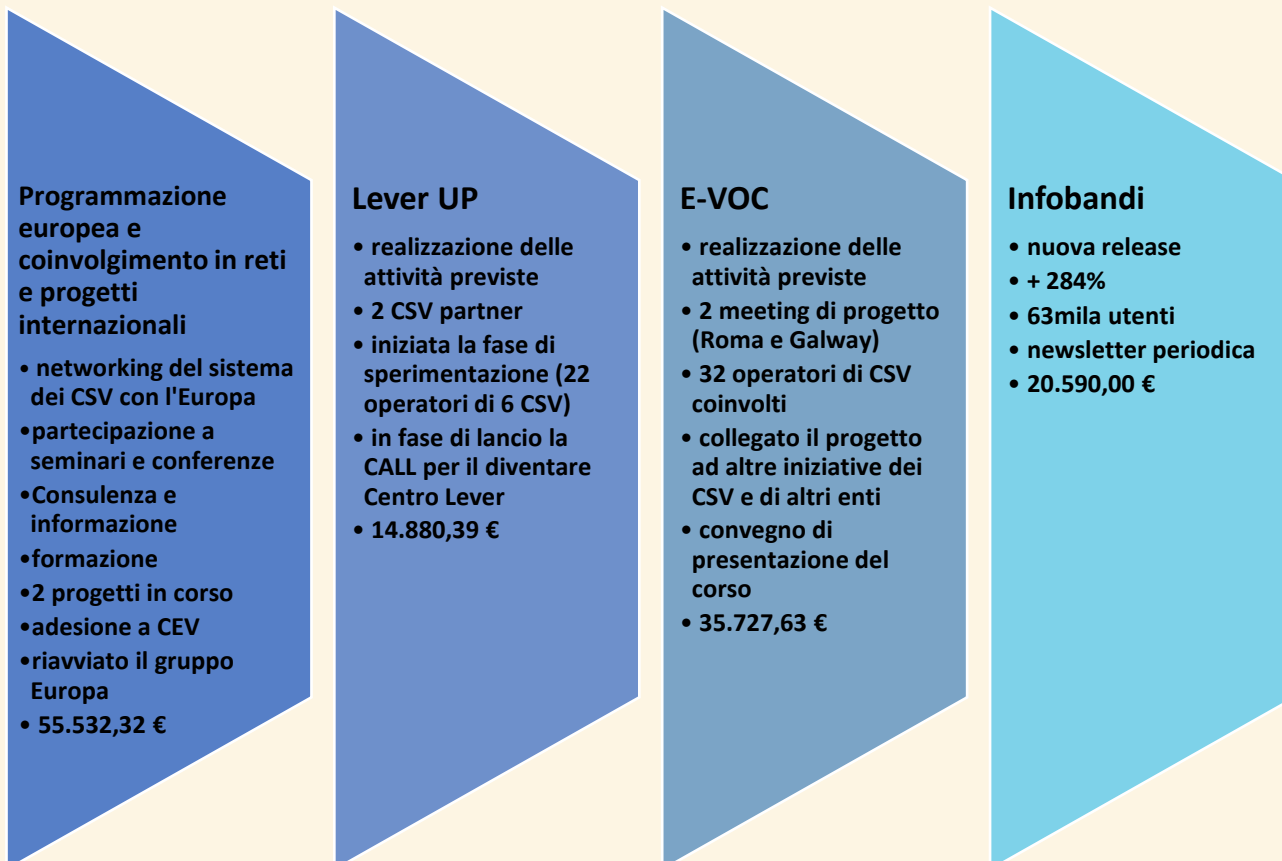 Programmazione
europea e
coinvolgimento in reti
e progetti
internazionali
• networking del sistema
dei CSV con l'Europa
•partecipazione a
seminari e conferenze
•Consulenza e
informazione
•formazione
•2 progetti in corso
•adesione a CEV
•riavviato il gruppo
Europa
• 55.532,32 €
Lever UP
• realizzazione delle
attività previste
• 2 CSV partner
• iniziata la fase di
sperimentazione (22
operatori di 6 CSV)
• in fase di lancio la
CALL per il diventare
Centro Lever
• 14.880,39 €
E-VOC
• realizzazione delle
attività previste
• 2 meeting di progetto
(Roma e Galway)
• 32 operatori di CSV
coinvolti
• collegato il progetto
ad altre iniziative dei
CSV e di altri enti
• convegno di
presentazione del
corso
• 35.727,63 €
Infobandi
• nuova release
• + 284%
• 63mila utenti
• newsletter periodica
• 20.590,00 €